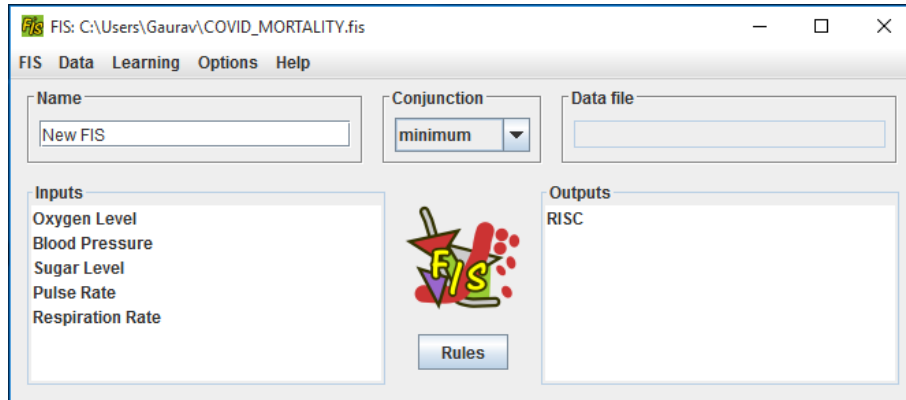 FIS: C:\Users\Gaurav\COVID_MORTALITY.fis
FIS Data Learning Options Help
Name
New FIS
Conjunction
minimum
Data file
Inputs
Oxygen Level
Blood Pressure
Sugar Level
Pulse Rate
Respiration Rate
FIS
Rules
Outputs
RISC